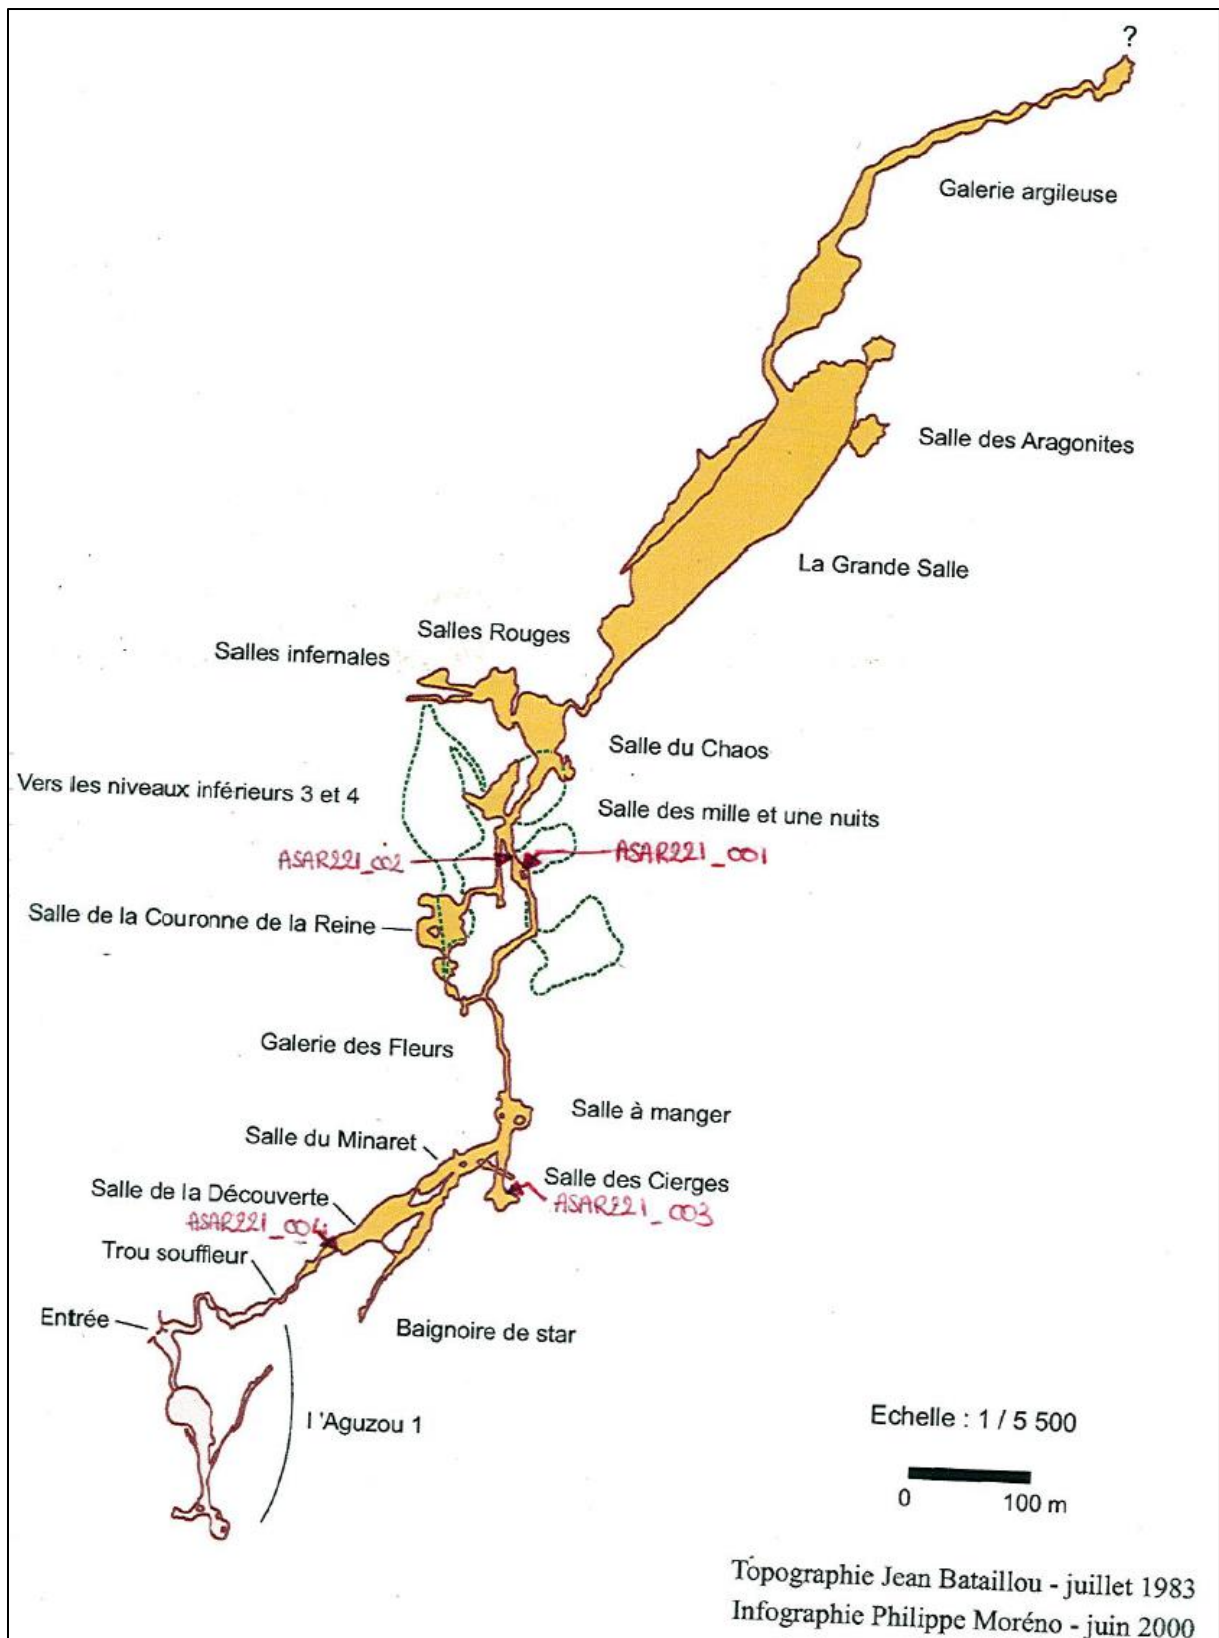 ?
Galerie argileuse
Salle des Aragonites
La Grande Salle
Salles Rouges
Salles infernales
Salle du Chaos
Vers les niveaux inférieurs 3 et 4
Salle des mille et une nuits
ASAR221_002
ASAR221_001
Salle de la Couronne de la Reine
Galerie des Fleurs
Salle à manger
Salle du Minaret
Salle des Cierges
Salle de la Découverte
ASAR221_003
ASAR221_004
Trou souffleur
Entrée
Baignoire de star
l 'Aguzou 1
Echelle : 1 / 5 500
0 100 m
Topographie Jean Bataillou - juillet 1983
Infographie Philippe Moréno - juin 2000